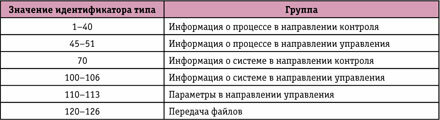 Значение идентификатора типа Группа
1–40 Информация о процессе в направлении контроля
45–51 Информация о процессе в направлении управления
70 Информация о системе в направлении контроля
100–106 Информация о системе в направлении управления
110–113 Параметры в направлении управления
120–126 Передача файлов